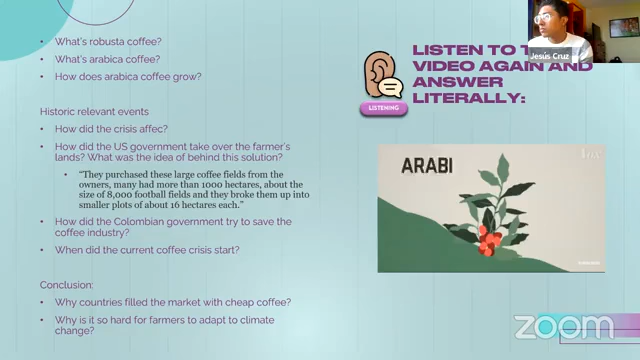 • What's robusta coffee?
• What's arabica coffee?
• How does arabica coffee grow?
Historic relevant events
• How did the crisis affec?
• How did the US government take over the farmer's
lands? What was the idea of behind this solution?
• "They purchased these large coffee fields from the
owners, many had more than 1000 hectares, about the
size of 8,000 football fields and they broke them up into
smaller plots of about 16 hectares each."
• How did the Colombian government try to save the
coffee industry?
• When did the current coffee crisis start?
Conclusion:
• Why countries filled the market with cheap coffee?
• Why is it so hard for farmers to adapt to climate
change?
LISTENING
LISTEN TO T
VIDEO AGAIN AND
ANSWER
LITERALLY:
Jesús Cruz
ARABI
Vox
zoom